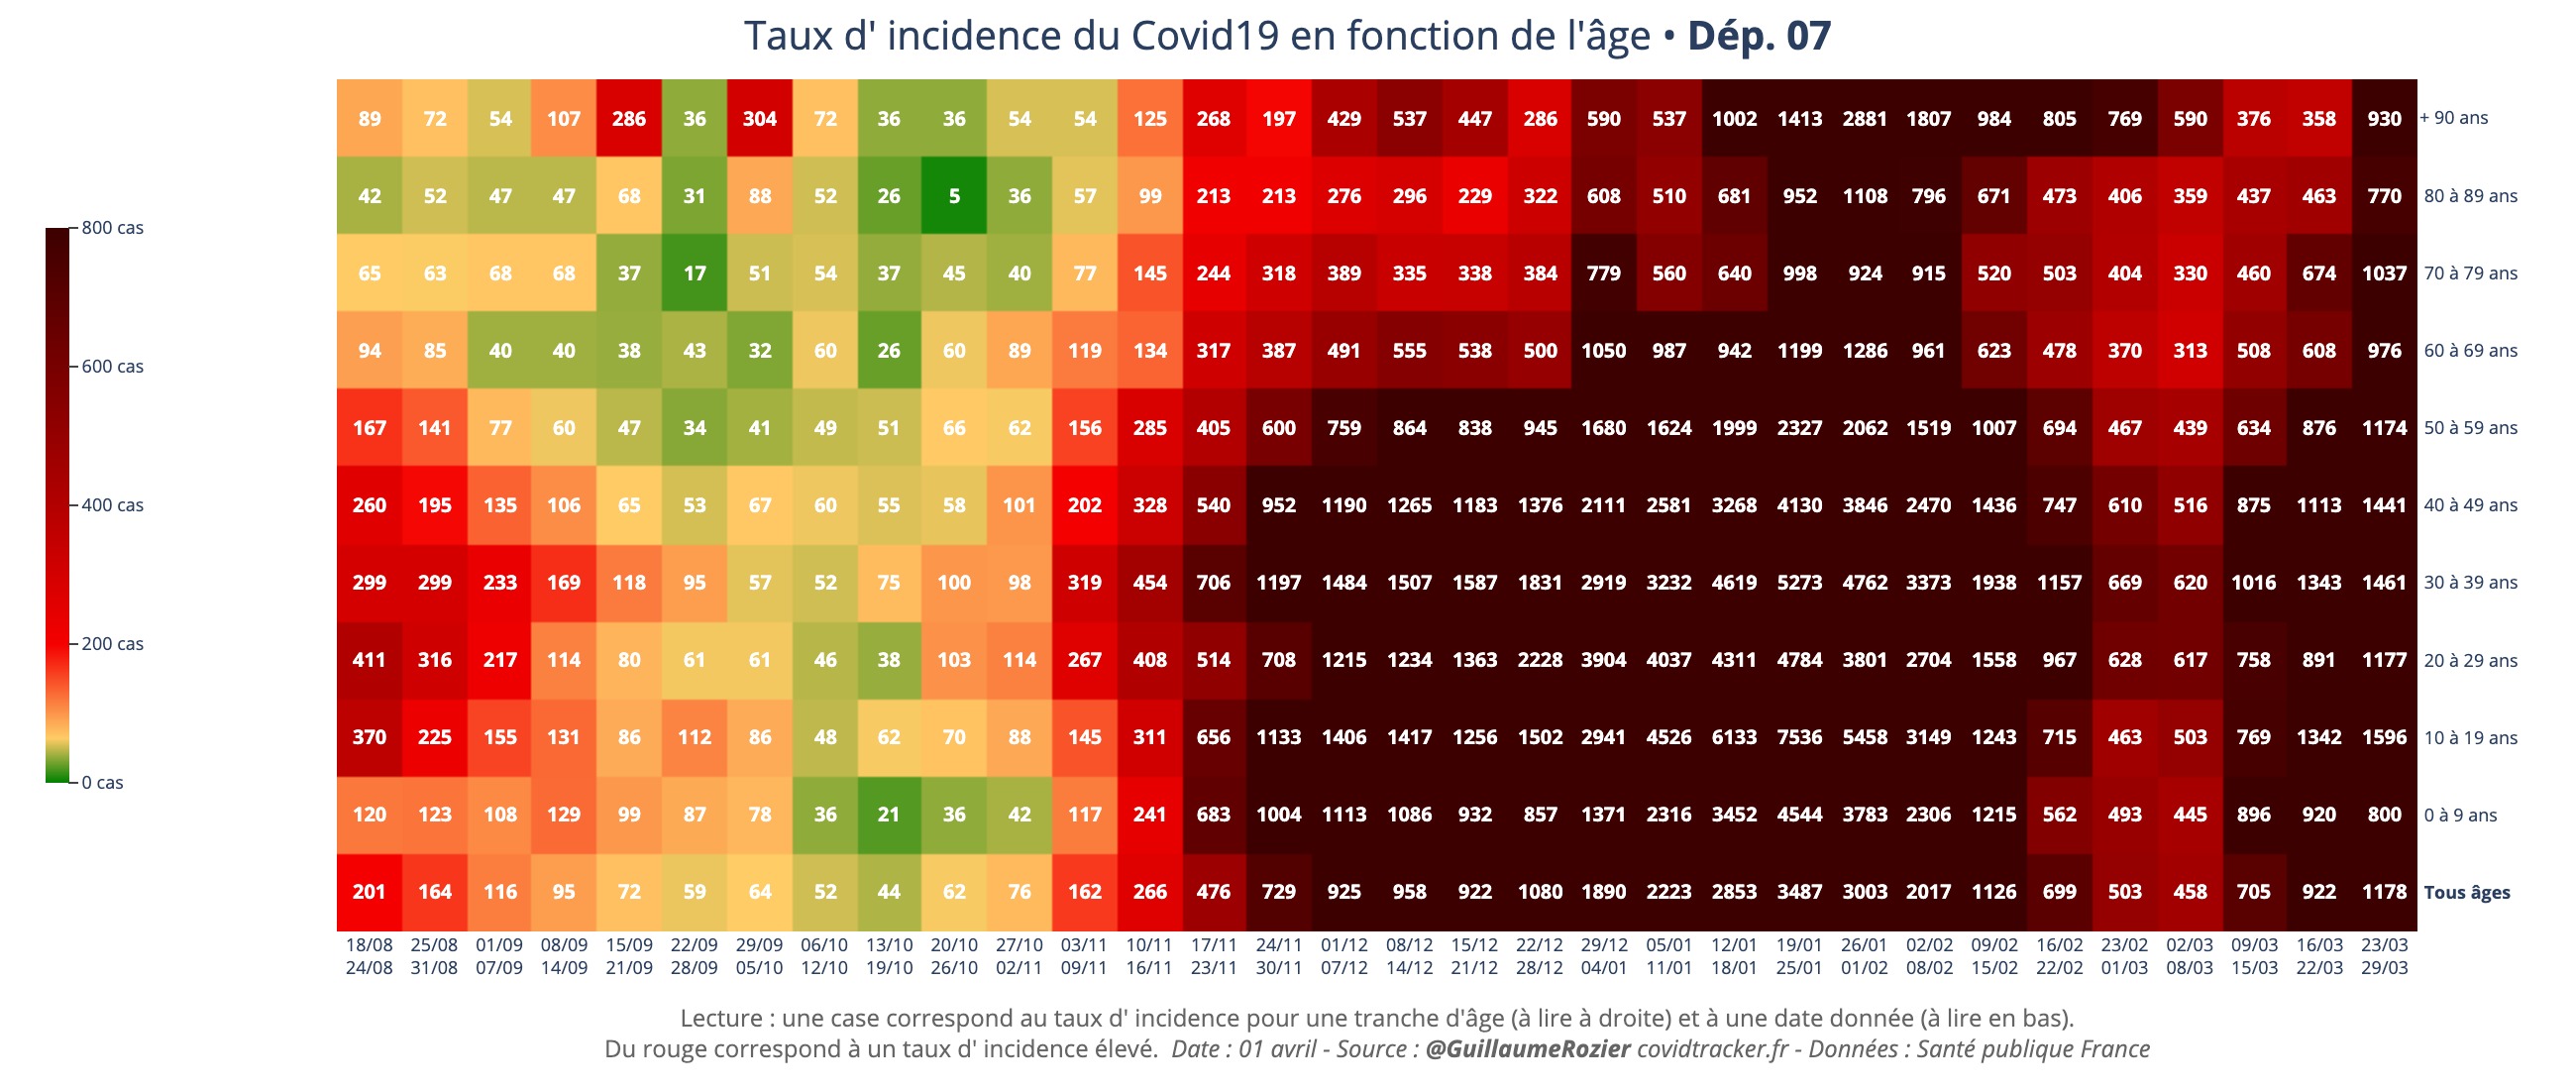 Taux d' incidence du Covid19 en fonction de l'âge • Dép. 07
89 72 54 107 286 36 304 72 36 36 54 54 125 268 197 429 537 447 286 590 537 1002 1413 2881 1807 984 805 769 590 376 358 930 + 90 ans
42 52 47 47 68 31 88 52 26 5 36 57 99 213 213 276 296 229 322 608 510 681 952 1108 796 671 473 406 359 437 463 770 80 à 89 ans
800 cas
65 63 68 68 37 17 51 54 37 45 40 77 145 244 318 389 335 338 384 779 560 640 998 924 915 520 503 404 330 460 674 1037 70 à 79 ans
94 85 40 40 38 43 32 60 26 60 89 119 134 317 387 491 555 538 500 1050 987 942 1199 1286 961 623 478 370 313 508 608 976 60 à 69 ans
600 cas
167 141 77 60 47 34 41 49 51 66 62 156 285 405 600 759 864 838 945 1680 1624 1999 2327 2062 1519 1007 694 467 439 634 876 1174 50 à 59 ans
400 cas
260 195 135 106 65 53 67 60 55 58 101 202 328 540 952 1190 1265 1183 1376 2111 2581 3268 4130 3846 2470 1436 747 610 516 875 1113 1441 40 à 49 ans
299 299 233 169 118 95 57 52 75 100 98 319 454 706 1197 1484 1507 1587 1831 2919 3232 4619 5273 4762 3373 1938 1157 669 620 1016 1343 1461 30 à 39 ans
200 cas
411 316 217 114 80 61 61 46 38 103 114 267 408 514 708 1215 1234 1363 2228 3904 4037 4311 4784 3801 2704 1558 967 628 617 758 891 1177 20 à 29 ans
370 225 155 131 86 112 86 48 62 70 88 145 311 656 1133 1406 1417 1256 1502 2941 4526 6133 7536 5458 3149 1243 715 463 503 769 1342 1596 10 à 19 ans
0 cas
120 123 108 129 99 87 78 36 21 36 42 117 241 683 1004 1113 1086 932 857 1371 2316 3452 4544 3783 2306 1215 562 493 445 896 920 800 0 à 9 ans
201 164 116 95 72 59 64 52 44 62 76 162 266 476 729 925 958 922 1080 1890 2223 2853 3487 3003 2017 1126 699 503 458 705 922 1178 Tous âges
18/08 25/08 01/09 08/09 15/09 22/09 29/09 06/10 13/10 20/10 27/10 03/11 10/11 17/11 24/11 01/12 08/12 15/12 22/12 29/12 05/01 12/01 19/01 26/01 02/02 09/02 16/02 23/02 02/03 09/03 16/03 23/03
24/08 31/08 07/09 14/09 21/09 28/09 05/10 12/10 19/10 26/10 02/11 09/11 16/11 23/11 30/11 07/12 14/12 21/12 28/12 04/01 11/01 18/01 25/01 01/02 08/02 15/02 22/02 01/03 08/03 15/03 22/03 29/03
Lecture : une case correspond au taux d' incidence pour une tranche d'âge (à lire à droite) et à une date donnée (à lire en bas).
Du rouge correspond à un taux d' incidence élevé. Date : 01 avril - Source : @GuillaumeRozier covidtracker.fr - Données : Santé publique France